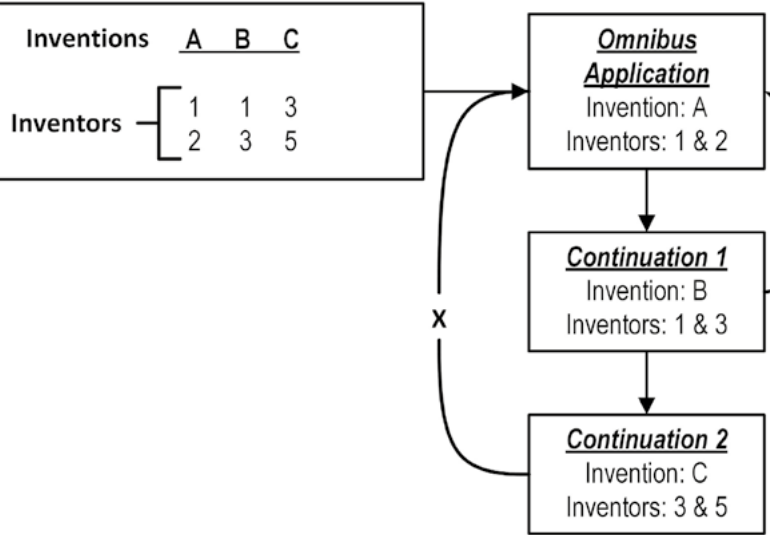 Inventions A B C
Inventors
1 1 3
2 3 5
Omnibus
Application
Invention: A
Inventors: 1 & 2
Continuation 1
Invention: B
Inventors: 1 & 3
X
Continuation 2
Invention: C
Inventors: 3 & 5